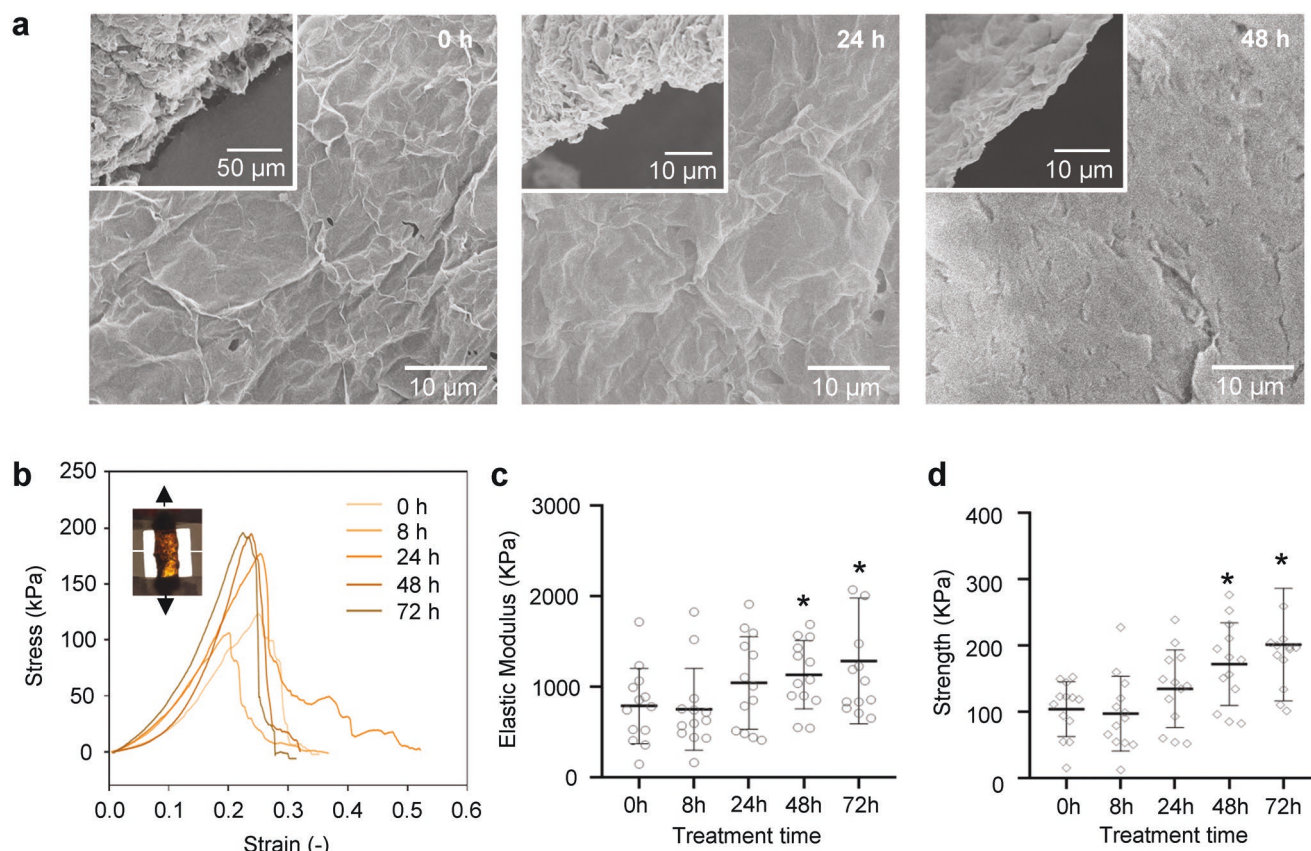 a
0 h
50 µm
10 µm
24 h
10 µm
10 µm
48 h
10 µm
10 µm
b
250
200
150
100
50
0
0.0 0.1 0.2 0.3 0.4 0.5 0.6
Stress (kPa)
Strain (-)
0 h
8 h
24 h
48 h
72 h
c
3000
2000
1000
0
Elastic Modulus (KPa)
* *
0h 8h 24h 48h 72h
Treatment time
d
400
300
200
100
0
Strength (KPa)
* *
0h 8h 24h 48h 72h
Treatment time